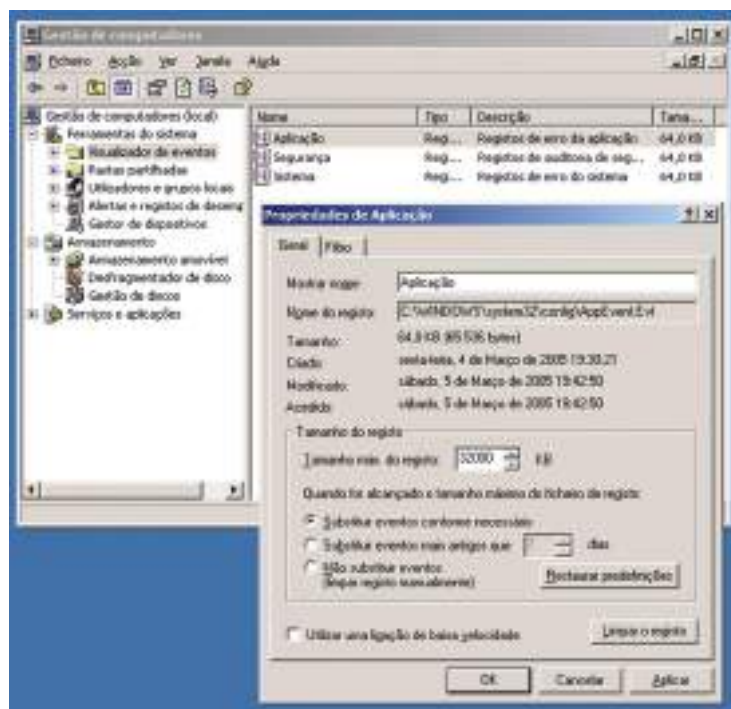 Gestão de computadores
Ficheiro Acção Ver Janela Ajuda
Gestão de computadores (local)
Ferramentas do sistema
Visualizador de eventos
Pastas partilhadas
Utilizadores e grupos locais
Alertas e registos de desemp
Gestor de dispositivos
Armazenamento
Armazenamento amovível
Desfragmentador de disco
Gestão de discos
Serviços e aplicações
Nome Tipo Descrição Tama...
Aplicação Regi... Registos de erro da aplicação 64,0 KB
Segurança Regi... Registos de auditoria de seg... 64,0 KB
Sistema Regi... Registos de erro do sistema 64,0 KB
Propriedades de Aplicação
Geral Filtro
Mostrar nome: Aplicação
Nome do registo: C:\WINDOWS\system32\config\AppEvent.Evt
Tamanho: 64,0 KB (65 536 bytes)
Criado: sexta-feira, 4 de Março de 2005 19:30:21
Modificado: sábado, 5 de Março de 2005 19:42:50
Acedido: sábado, 5 de Março de 2005 19:42:50
Tamanho do registo
Tamanho máx. do registo: 32000 KB
Quando for alcançado o tamanho máximo do ficheiro de registo:
Substituir eventos conforme necessário
Substituir eventos mais antigos que dias
Não substituir eventos
(limpar registo manualmente)
Restaurar predefinições
Utilizar uma ligação de baixa velocidade
Limpar o registo
OK Cancelar Aplicar